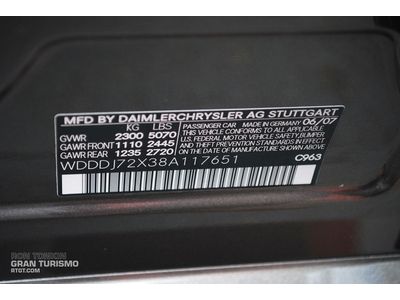 MFD BY DAIMLERCHRYSLER AG STUTTGART
KG LBS
GVWR 2300 5070
GAWR FRONT 1110 2445
GAWR REAR 1235 2720
PASSENGER CAR 06/07
MADE IN GERMANY
THIS VEHICLE CONFORMS TO ALL APPLICABLE
U.S. FEDERAL MOTOR VEHICLE SAFETY, BUMPER
AND THEFT PREVENTION STANDARDS
IN EFFECT ON THE DATE OF
MANUFACTURE SHOWN ABOVE
WDDDJ72X38A117651
C963
RON TONKIN
GRAN TURISMO
RTGT.COM